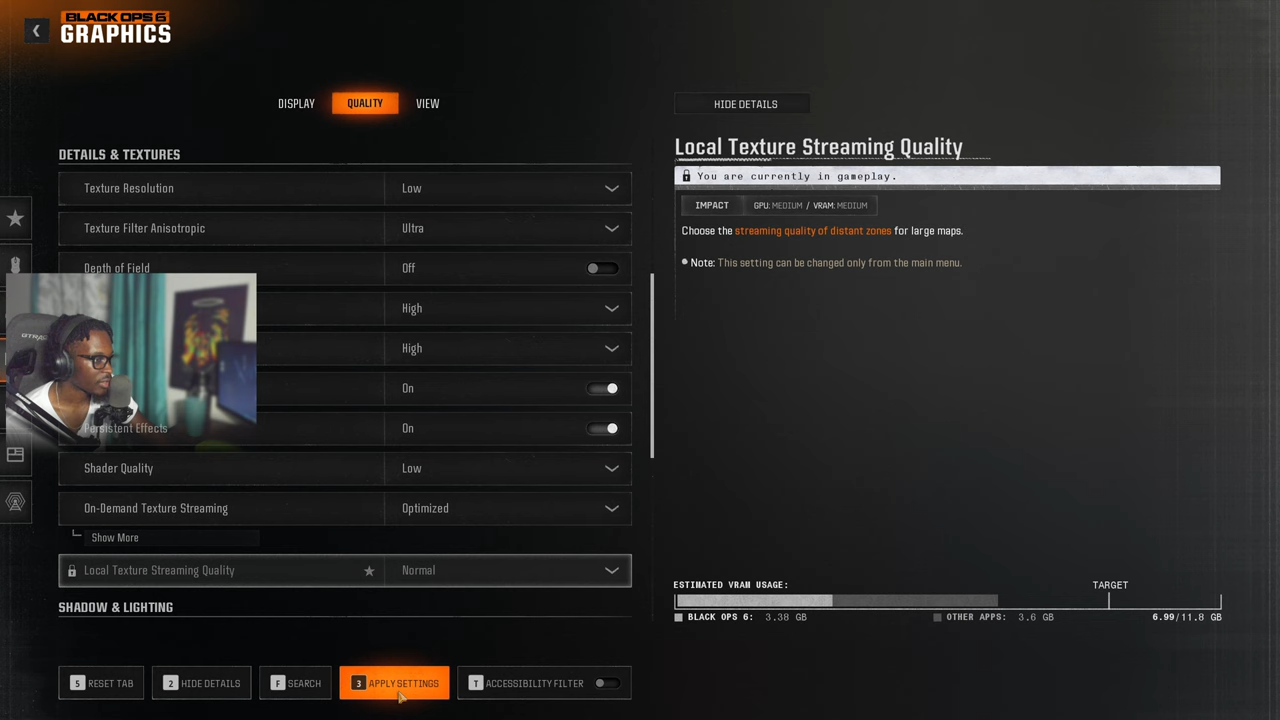 BLACK OPS 6
GRAPHICS
DISPLAY
QUALITY
VIEW
HIDE DETAILS
DETAILS & TEXTURES
Texture Resolution
Low
Texture Filter Anisotropic
Ultra
Depth of Field
Off
High
High
On
Persistent Effects
On
Shader Quality
Low
On-Demand Texture Streaming
Optimized
Show More
Local Texture Streaming Quality
Normal
SHADOW & LIGHTING
5 RESET TAB
2 HIDE DETAILS
F SEARCH
3 APPLY SETTINGS
T ACCESSIBILITY FILTER
Local Texture Streaming Quality
You are currently in gameplay.
IMPACT
GPU: MEDIUM / VRAM: MEDIUM
Choose the streaming quality of distant zones for large maps.
Note: This setting can be changed only from the main menu.
ESTIMATED VRAM USAGE:
TARGET
BLACK OPS 6: 3.38 GB
OTHER APPS: 3.6 GB
6.99/11.8 GB